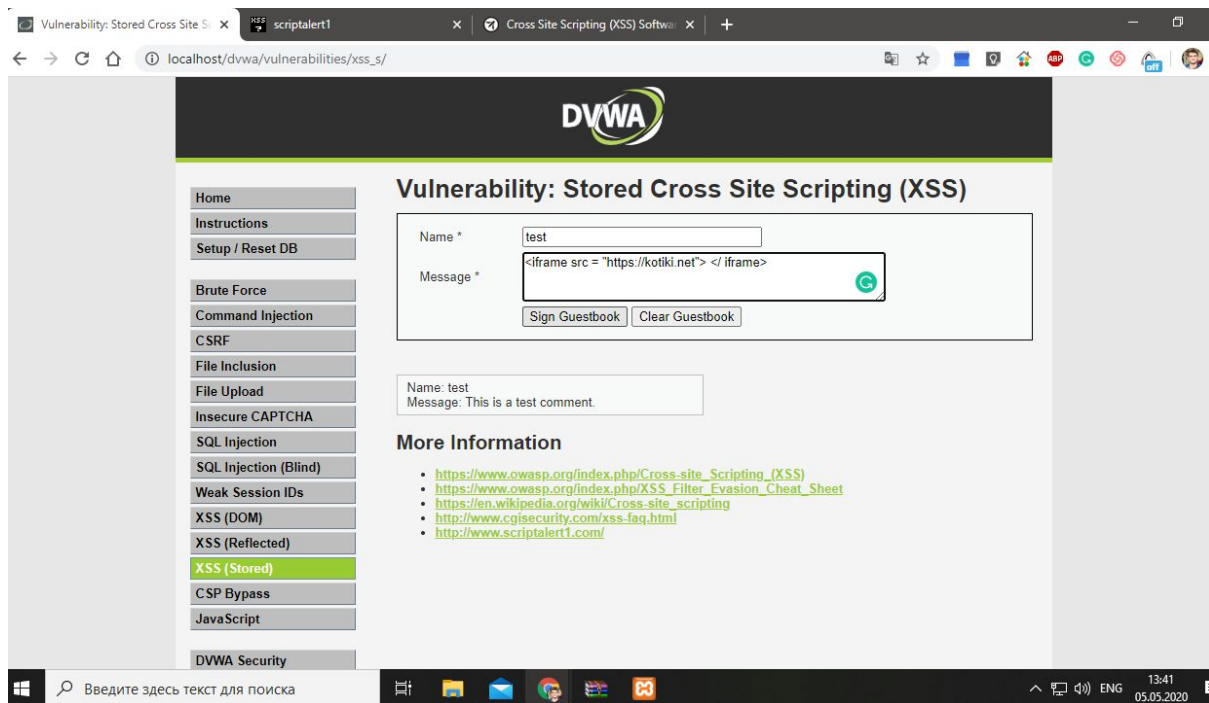 Vulnerability: Stored Cross Site S
scriptalert1
Cross Site Scripting (XSS) Softwa
localhost/dvwa/vulnerabilities/xss_s/
ABP
off
DVWA
Home
Instructions
Setup / Reset DB
Brute Force
Command Injection
CSRF
File Inclusion
File Upload
Insecure CAPTCHA
SQL Injection
SQL Injection (Blind)
Weak Session IDs
XSS (DOM)
XSS (Reflected)
XSS (Stored)
CSP Bypass
JavaScript
DVWA Security
Vulnerability: Stored Cross Site Scripting (XSS)
Name * test
Message * <iframe src = "https://kotiki.net"> </ iframe>
Sign Guestbook Clear Guestbook
Name: test
Message: This is a test comment.
More Information
https://www.owasp.org/index.php/Cross-site_Scripting_(XSS)
https://www.owasp.org/index.php/XSS_Filter_Evasion_Cheat_Sheet
https://en.wikipedia.org/wiki/Cross-site_scripting
http://www.cgisecurity.com/xss-faq.html
http://www.scriptalert1.com/
Введите здесь текст для поиска
ENG
13:41
05.05.2020